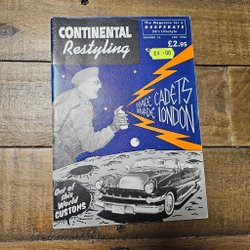 CONTINENTAL
Restyling
The Magazine for a
DESPERATE
50's Lifestyle
£2.95
SPACE CADETS
INVADE LONDON
Out of
this
World
CUSTOMS